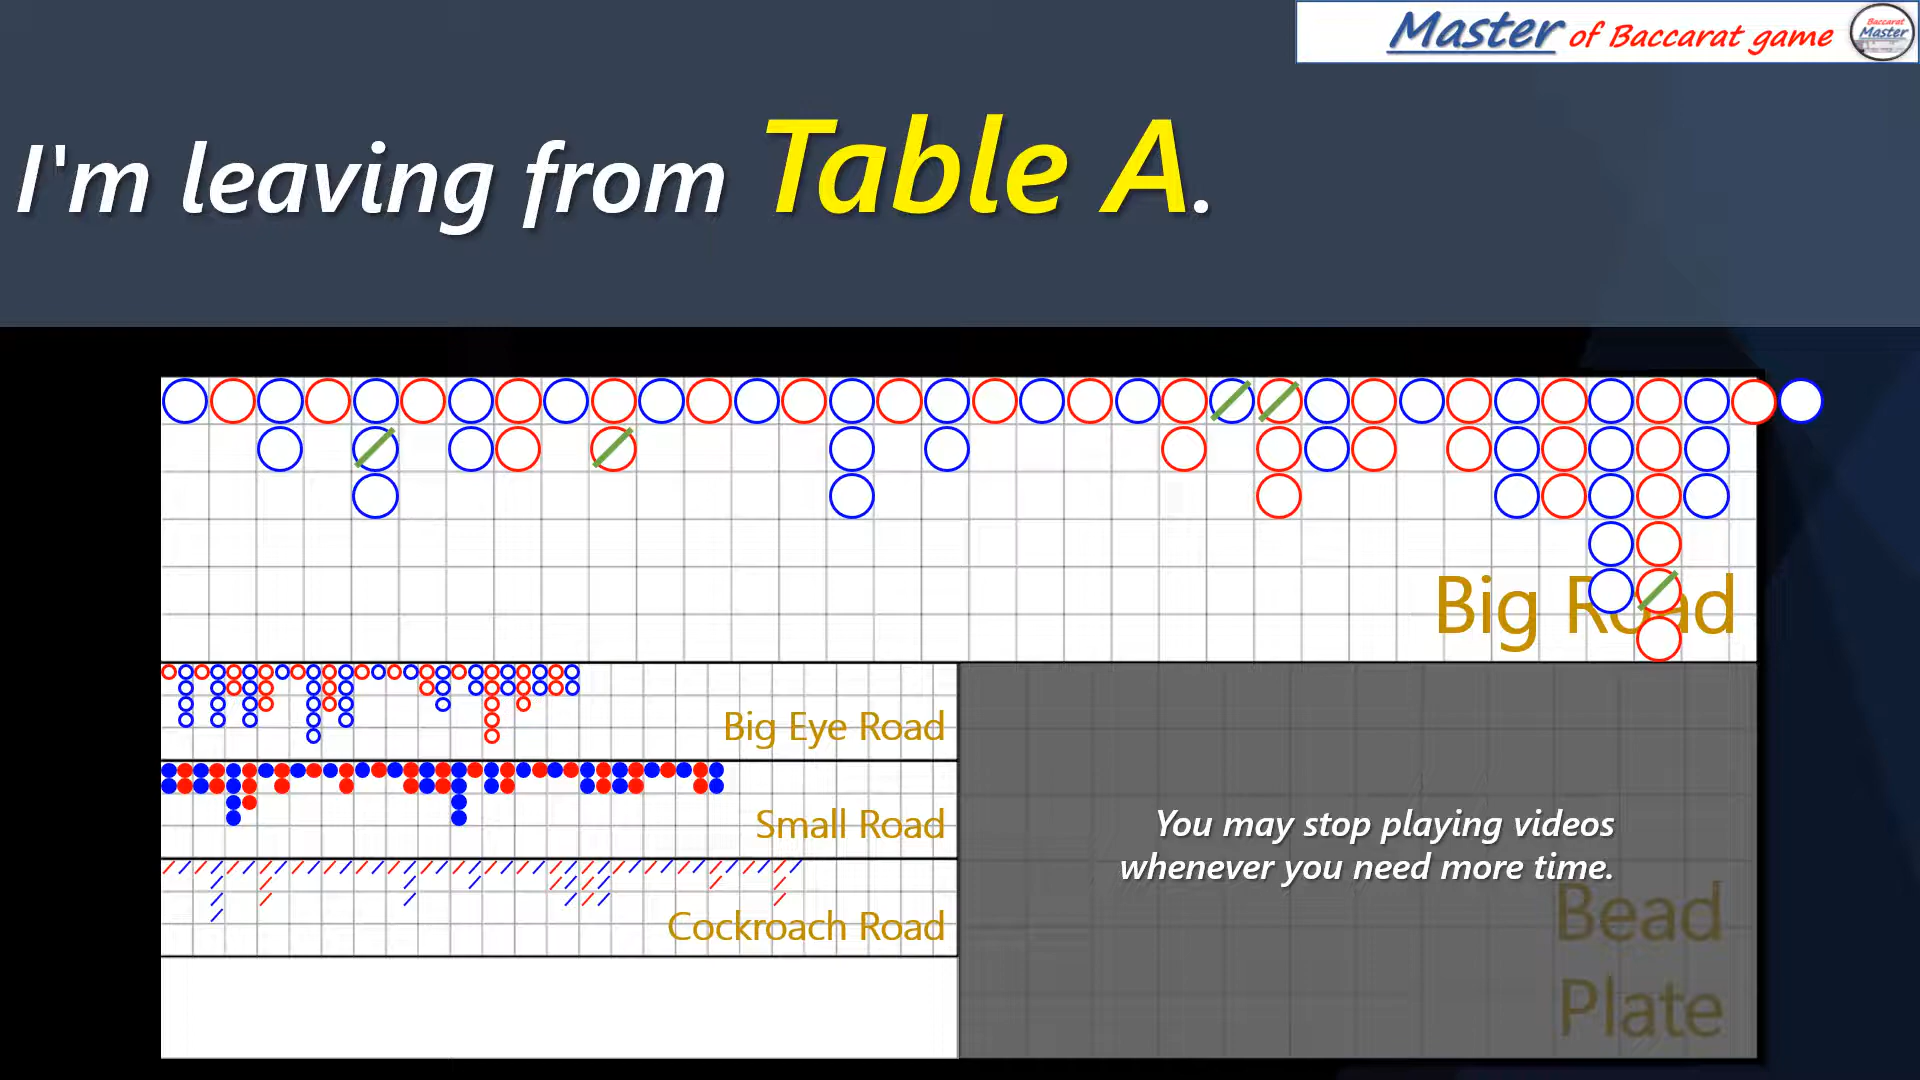 Master of Baccarat game
Baccarat
Master
I'm leaving from Table A.
Big Road
Big Eye Road
Small Road
Cockroach Road
You may stop playing videos
whenever you need more time.
Bead
Plate